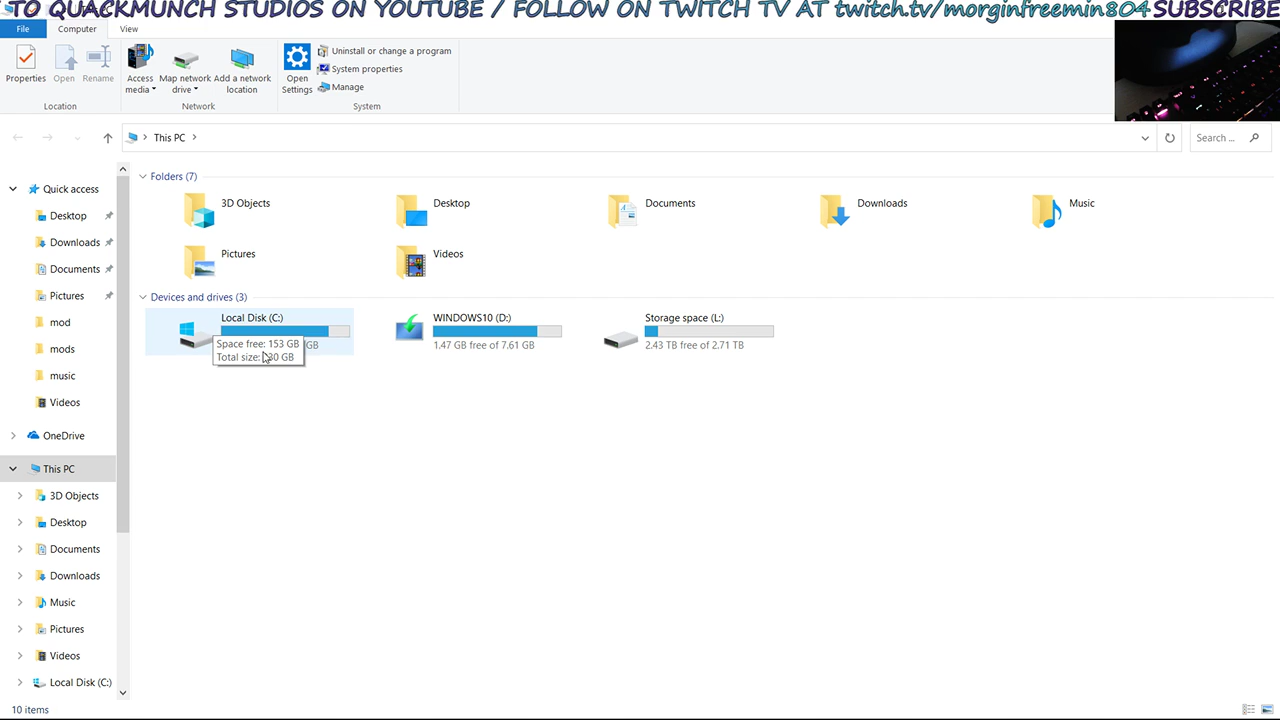 TO QUACKMUNCH STUDIOS ON YOUTUBE / FOLLOW ON TWITCH TV AT twitch.tv/morginfreemin804 SUBSCRIBE
File
Computer
View
Properties
Open
Rename
Access media
Map network drive
Add a network location
Open Settings
Uninstall or change a program
System properties
Manage
Location
Network
System
This PC
Search ...
Quick access
Desktop
Downloads
Documents
Pictures
mod
mods
music
Videos
OneDrive
This PC
3D Objects
Desktop
Documents
Downloads
Music
Pictures
Videos
Local Disk (C:)
Folders (7)
3D Objects
Desktop
Documents
Downloads
Music
Pictures
Videos
Devices and drives (3)
Local Disk (C:)
GB
Space free: 153 GB
Total size: GB
WINDOWS10 (D:)
1.47 GB free of 7.61 GB
Storage space (L:)
2.43 TB free of 2.71 TB
10 items